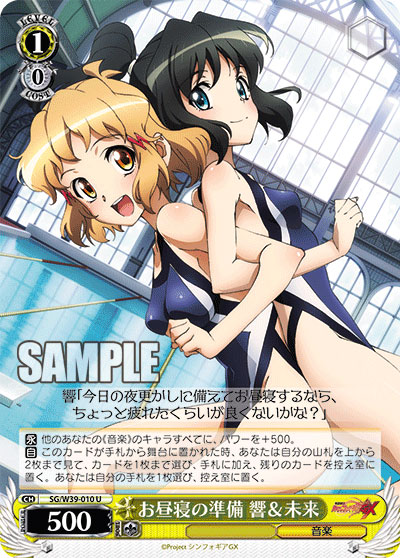 LEVEL
1
0
COST
SAMPLE
響「今日の夜更かしに備えてお昼寝するなら、
ちょっと疲れたくらいが良くないかな？」
永 他のあなたの《音楽》のキャラすべてに、パワーを+500。
自 このカードが手札から舞台に置かれた時、あなたは自分の山札を上から
2枚まで見て、カードを1枚まで選び、手札に加え、残りのカードを控え室に
置く。あなたは自分の手札を1枚選び、控え室に置く。
CH SG/W39-010 U
お昼寝の準備 響＆未来
500
音楽
©Project シンフォギアGX